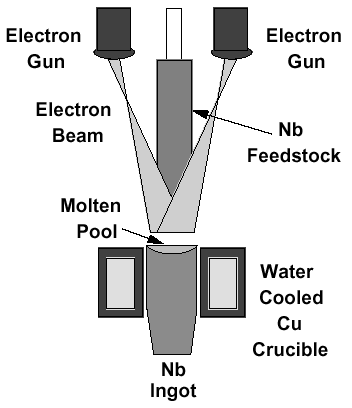 Electron
Gun
Electron
Gun
Electron
Beam
Nb
Feedstock
Molten
Pool
Water
Cooled
Cu
Crucible
Nb
Ingot